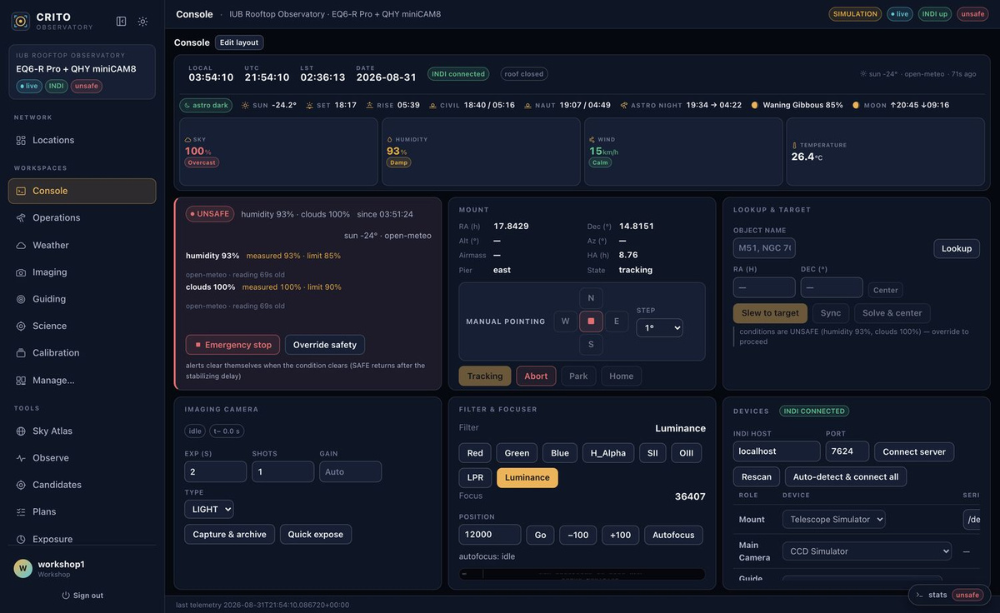 CRITO
OBSERVATORY
IUB ROOFTOP OBSERVATORY
EQ6-R Pro + QHY miniCAM8
live INDI unsafe
NETWORK
Locations
WORKSPACES
Console
Operations
Weather
Imaging
Guiding
Science
Calibration
Manage...
TOOLS
Sky Atlas
Observe
Candidates
Plans
Exposure
W workshop1
Workshop
Sign out
Console · IUB Rooftop Observatory · EQ6-R Pro + QHY miniCAM8
SIMULATION live INDI up unsafe
Console Edit layout
LOCAL UTC LST DATE
03:54:10 21:54:10 02:36:13 2026-08-31 INDI connected roof closed
sun -24° · open-meteo · 71s ago
astro dark SUN -24.2° SET 18:17 RISE 05:39 CIVIL 18:40 / 05:16 NAUT 19:07 / 04:49 ASTRO NIGHT 19:34 → 04:22 Waning Gibbous 85% MOON ↑20:45 ↓09:16
SKY
100%
Overcast
HUMIDITY
93%
Damp
WIND
15km/h
Calm
TEMPERATURE
26.4°C
UNSAFE humidity 93% · clouds 100% since 03:51:24
sun -24° · open-meteo
humidity 93% measured 93% · limit 85%
open-meteo · reading 69s old
clouds 100% measured 100% · limit 90%
open-meteo · reading 69s old
Emergency stop Override safety
alerts clear themselves when the condition clears (SAFE returns after the
stabilizing delay)
MOUNT
RA (h) 17.8429 Dec (°) 14.8151
Alt (°) — Az (°) —
Airmass — HA (h) 8.76
Pier east State tracking
MANUAL POINTING
N
W E
S
STEP
1°
Tracking Abort Park Home
LOOKUP & TARGET
OBJECT NAME
M51, NGC 7( Lookup
RA (H) DEC (°)
— — Center
Slew to target Sync Solve & center
conditions are UNSAFE (humidity 93%, clouds 100%) — override to
proceed
IMAGING CAMERA
idle t− 0.0 s
EXP (S) SHOTS GAIN
2 1 Auto
TYPE
LIGHT
Capture & archive Quick expose
FILTER & FOCUSER
Filter Luminance
Red Green Blue H_Alpha SII OIII
LPR Luminance
Focus 36407
POSITION
12000 Go −100 +100 Autofocus
autofocus: idle
DEVICES INDI CONNECTED
INDI HOST PORT
localhost 7624 Connect server
Rescan Auto-detect & connect all
ROLE DEVICE SERI
Mount Telescope Simulator /de
Main
Camera CCD Simulator —
Guide
last telemetry 2026-08-31T21:54:10.086720+00:00
stats unsafe